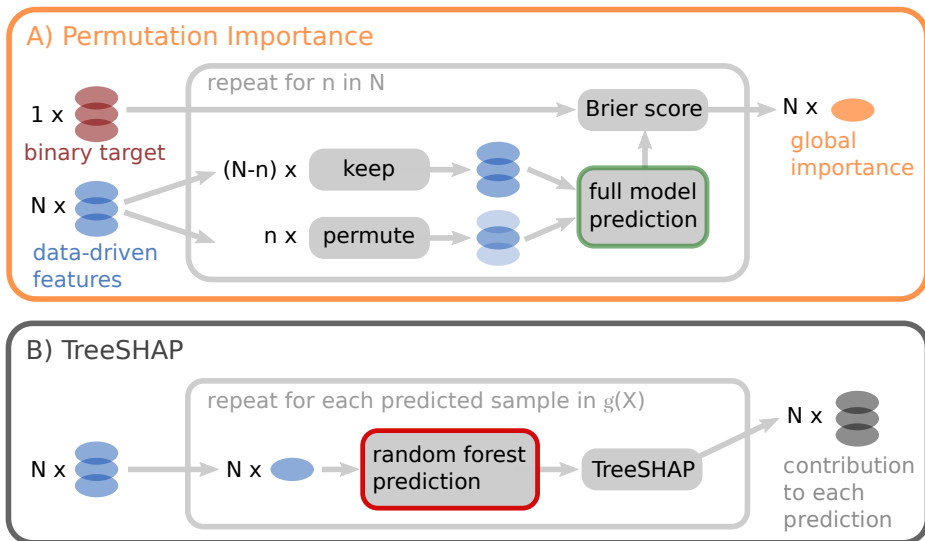 A) Permutation Importance
repeat for n in N
1 x
binary target
Brier score
N x
global
importance
(N-n) x
keep
N x
full model
prediction
n x
permute
data-driven
features
B) TreeSHAP
repeat for each predicted sample in g(X)
N x
N x
N x
random forest
prediction
TreeSHAP
contribution
to each
prediction